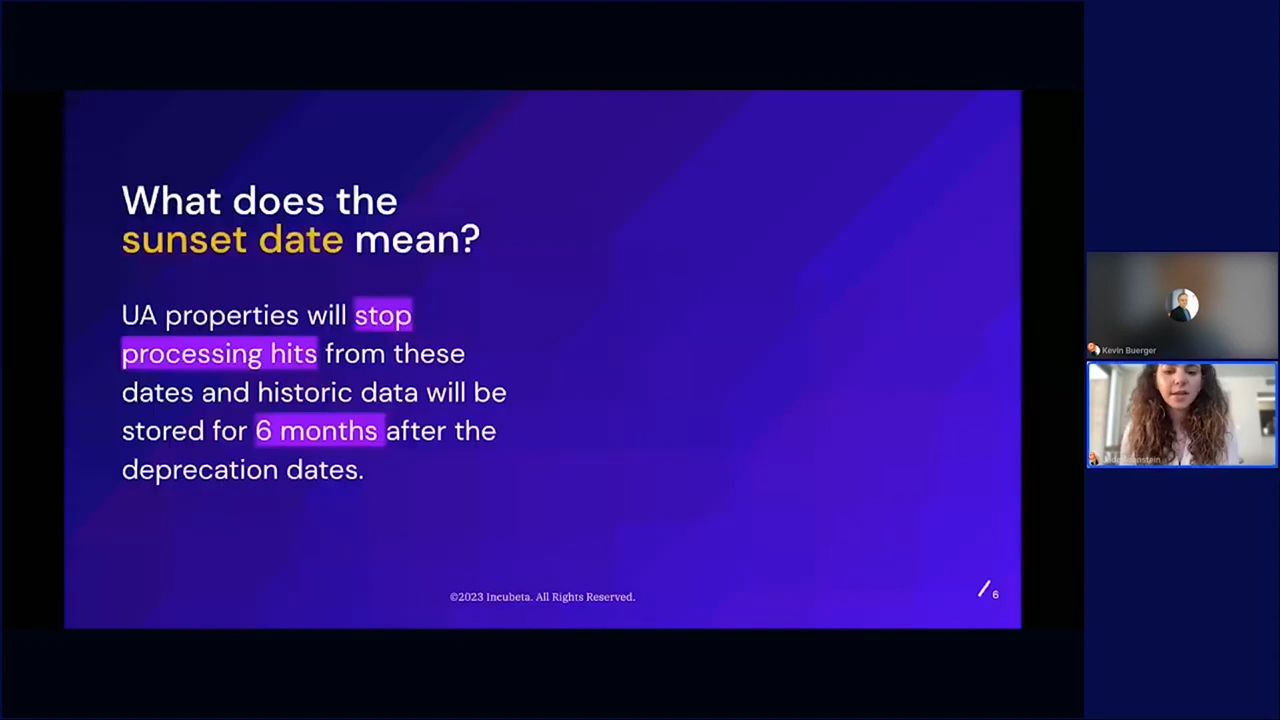 What does the
sunset date mean?
UA properties will stop
processing hits from these
dates and historic data will be
stored for 6 months after the
deprecation dates.
©2023 Incubeta. All Rights Reserved.
6
Kevin Buerger